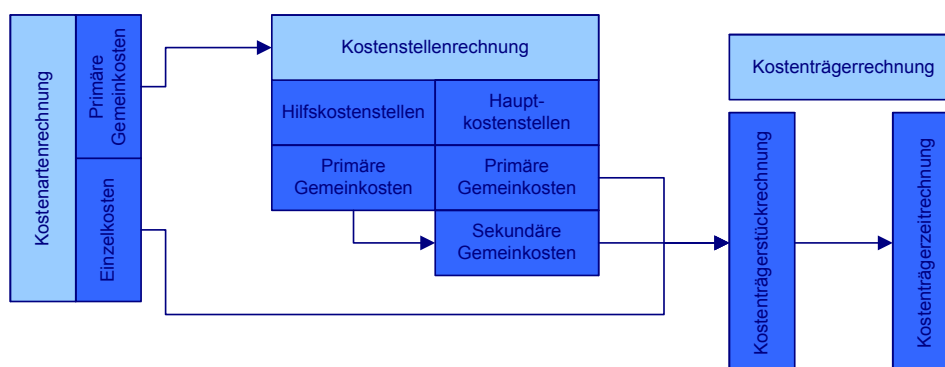 Kostenartenrechnung
Primäre
Gemeinkosten
Einzelkosten
Kostenstellenrechnung
Hilfskostenstellen
Haupt-
kostenstellen
Primäre
Gemeinkosten
Primäre
Gemeinkosten
Sekundäre
Gemeinkosten
Kostenträgerrechnung
Kostenträgerstückrechnung
Kostenträgerzeitrechnung